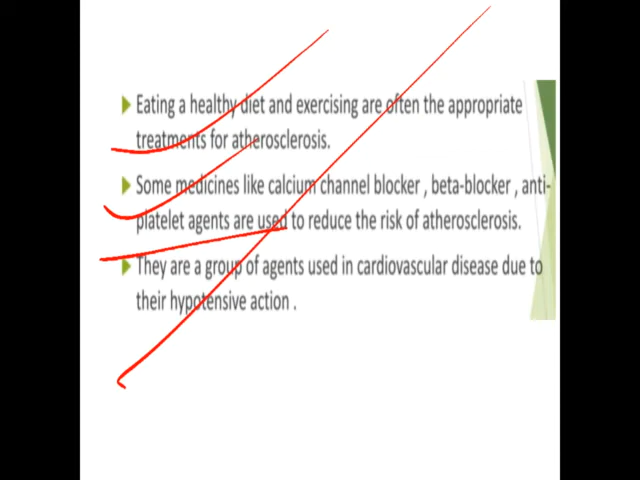 Eating a healthy diet and exercising are often the appropriate
treatments for atherosclerosis.
Some medicines like calcium channel blocker , beta-blocker , anti-
platelet agents are used to reduce the risk of atherosclerosis.
They are a group of agents used in cardiovascular disease due to
their hypotensive action .